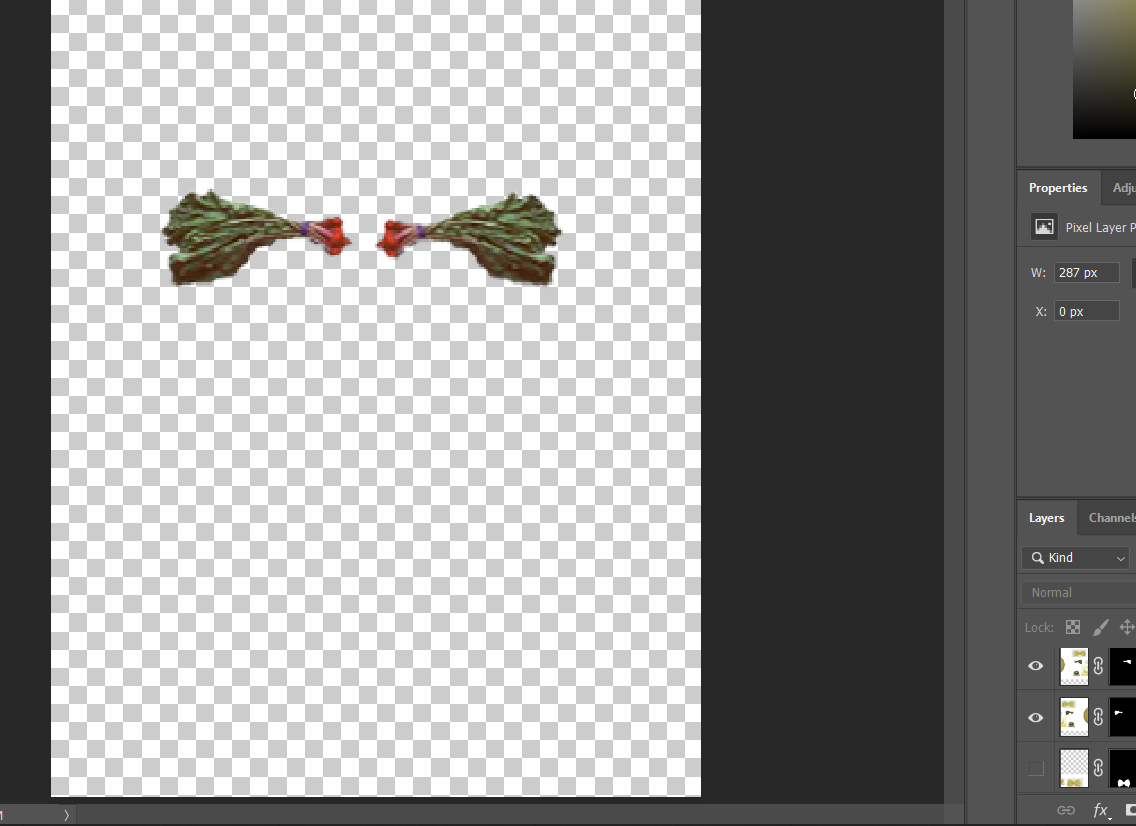 Properties
Adju
Pixel Layer P
W: 287 px
X: 0 px
Layers
Channels
Kind
Normal
Lock:
fx